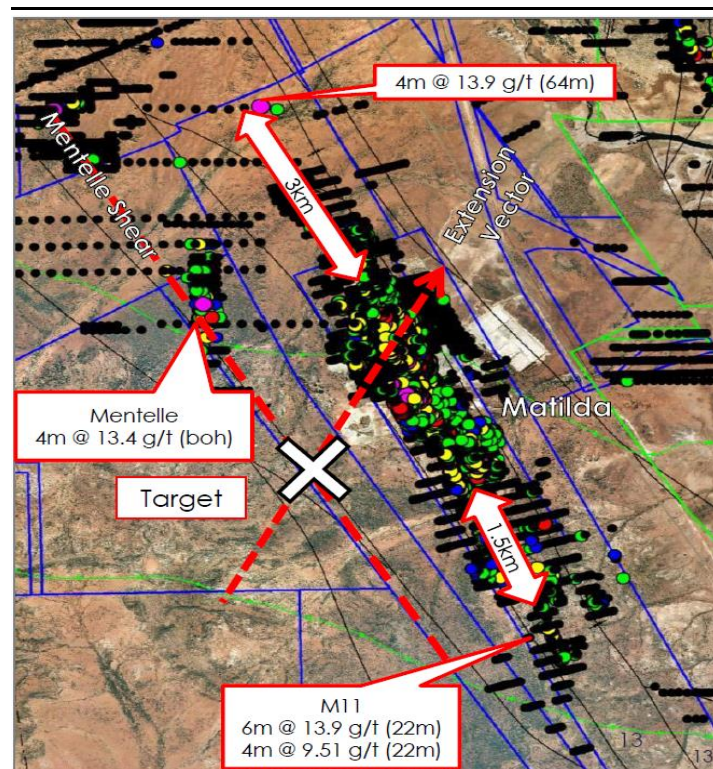 4m @ 13.9 g/t (64m)
Mentelle Shear
3km
Extension
Vector
Mentelle
4m @ 13.4 g/t (boh)
Matilda
Target
1.5km
M11
6m @ 13.9 g/t (22m)
4m @ 9.51 g/t (22m)
13
13